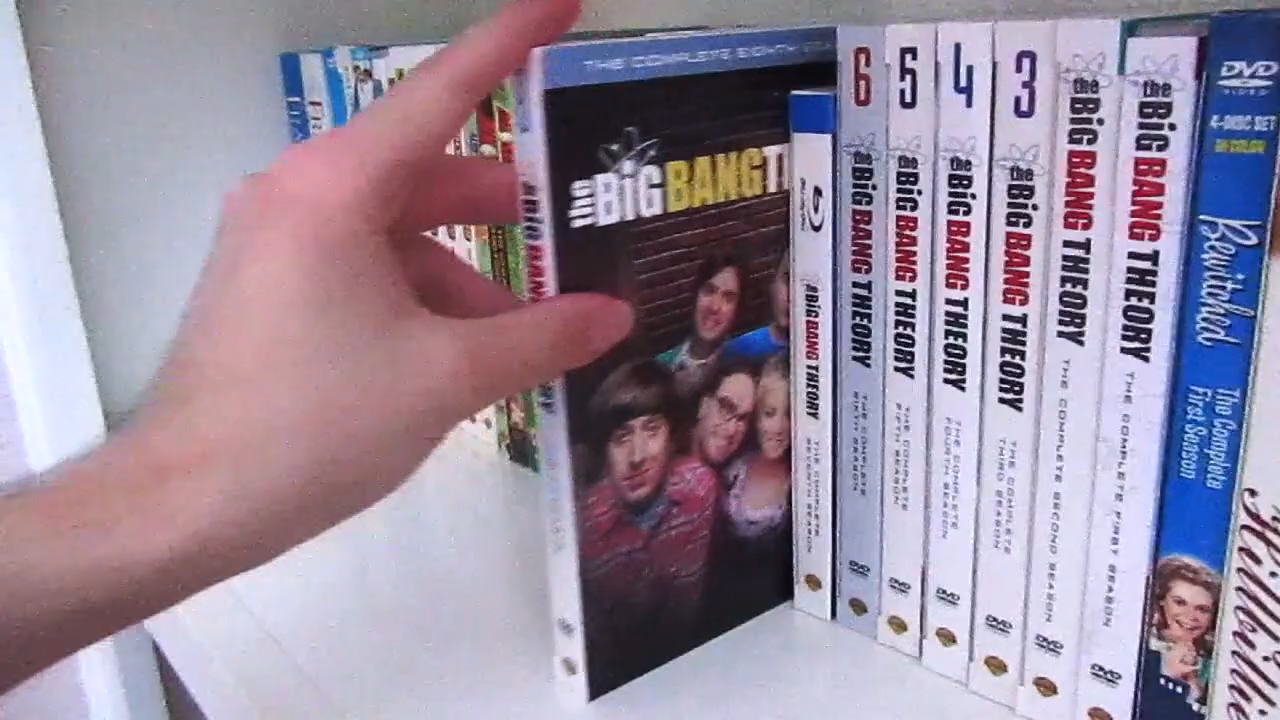 THE COMPLETE EIGHTH
the BiG BANG T
BiG BANG
the BiG BANG THEORY
THE COMPLETE
SEVENTH SEASON
6
the BiG BANG THEORY
THE COMPLETE
SIXTH SEASON
DVD
5
the BiG BANG THEORY
THE COMPLETE
FIFTH SEASON
DVD
4
the BiG BANG THEORY
THE COMPLETE
FOURTH SEASON
DVD
3
the BiG BANG THEORY
THE COMPLETE
THIRD SEASON
DVD
the BiG BANG THEORY
THE COMPLETE SECOND SEASON
DVD
the BiG BANG THEORY
THE COMPLETE FIRST SEASON
DVD
DVD
VIDEO
4-DISC SET
IN COLOR
Bewitched
The Complete
First Season